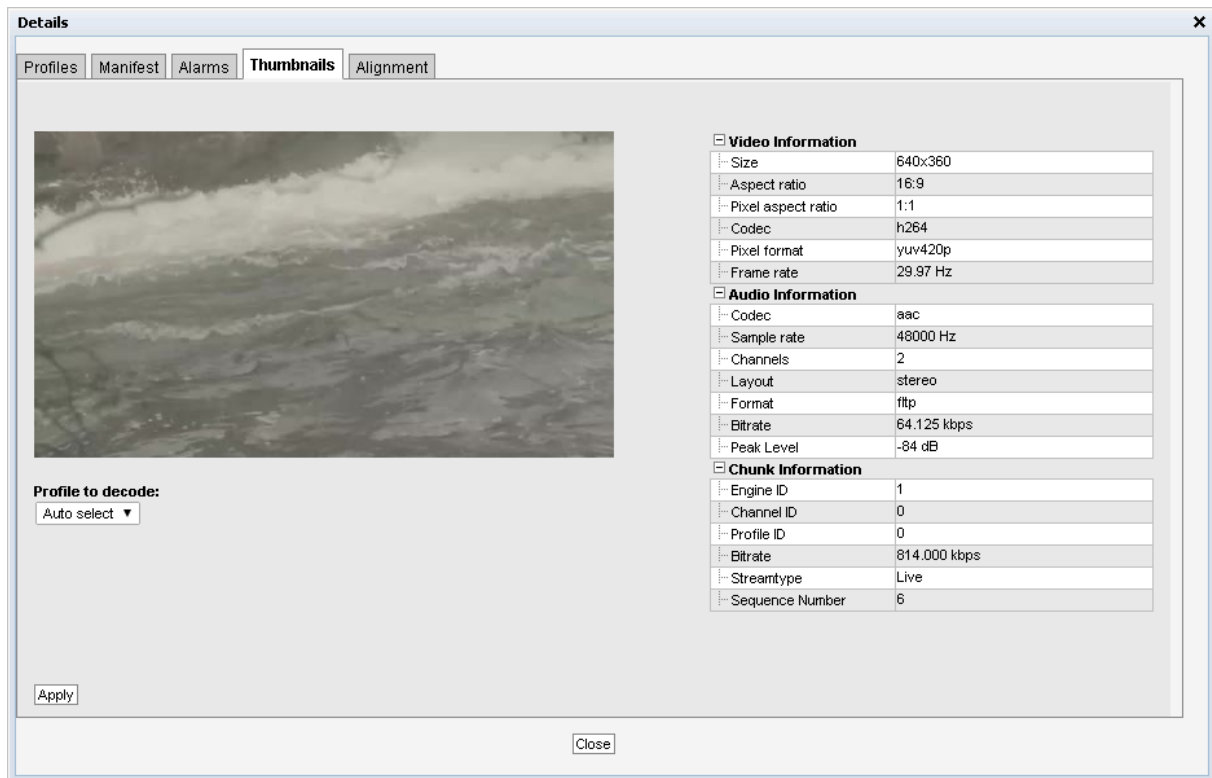 Details
Profiles Manifest Alarms Thumbnails Alignment
Video Information
Size 640x360
Aspect ratio 16:9
Pixel aspect ratio 1:1
Codec h264
Pixel format yuv420p
Frame rate 29.97 Hz
Audio Information
Codec aac
Sample rate 48000 Hz
Channels 2
Layout stereo
Format fltp
Bitrate 64.125 kbps
Peak Level -84 dB
Chunk Information
Engine ID 1
Channel ID 0
Profile ID 0
Bitrate 814.000 kbps
Streamtype Live
Sequence Number 6
Profile to decode:
Auto select
Apply
Close